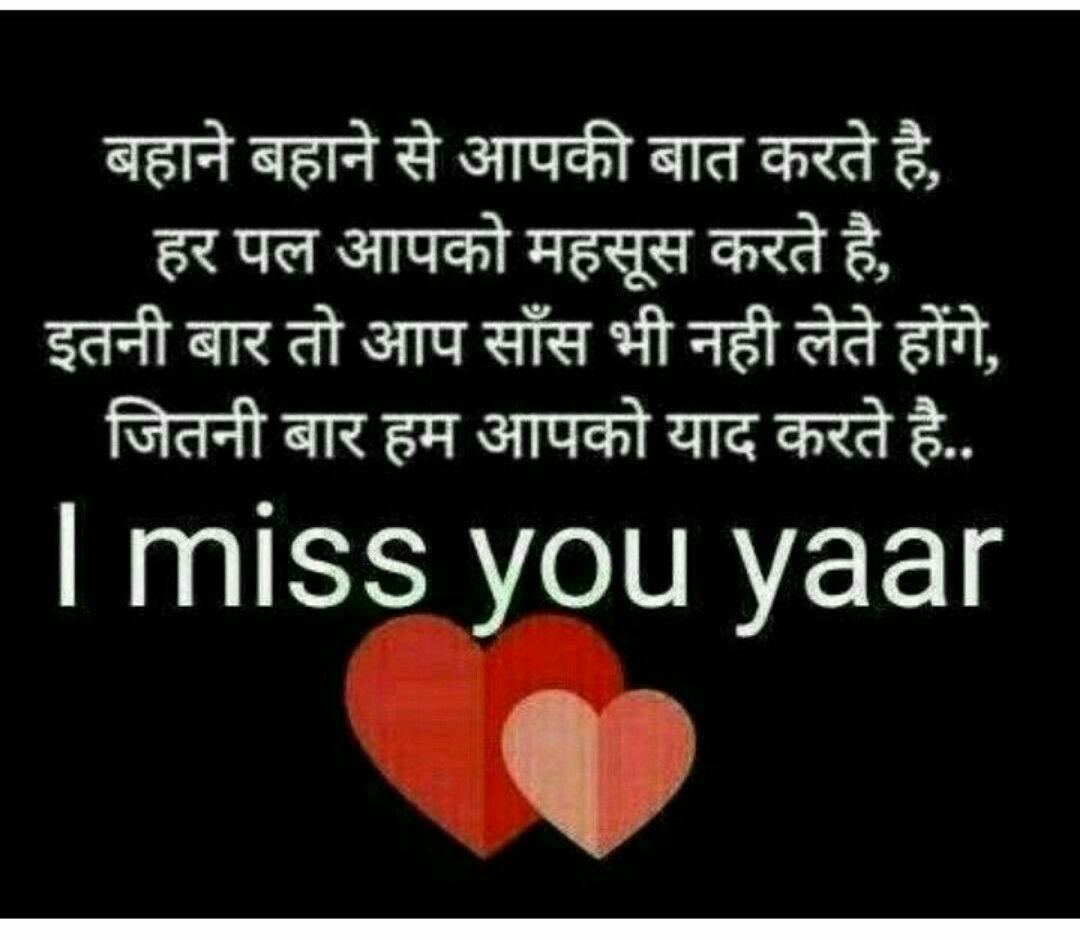 बहाने बहाने से आपकी बात करते है,
हर पल आपको महसूस करते है,
इतनी बार तो आप साँस भी नही लेते होंगे,
जितनी बार हम आपको याद करते है..
I miss you yaar